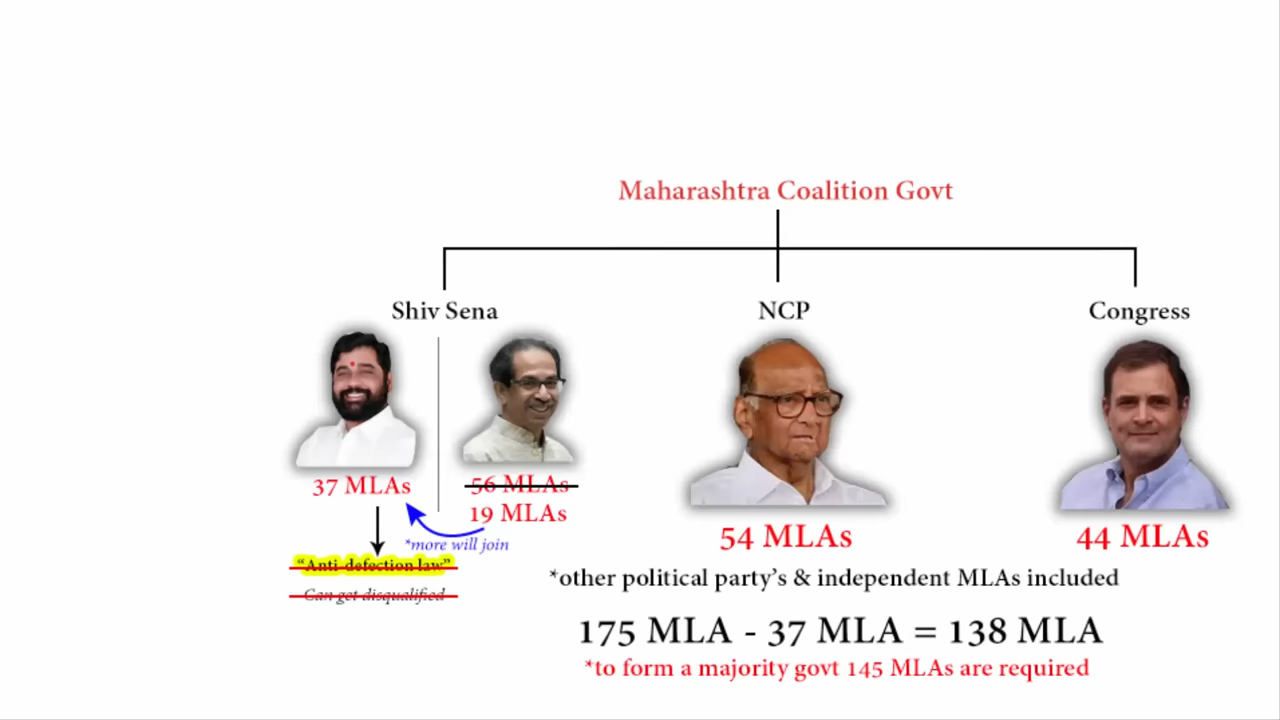 Maharashtra Coalition Govt
Shiv Sena
NCP
Congress
37 MLAs
56 MLAs
19 MLAs
*more will join
"Anti-defection law"
Can get disqualified
54 MLAs
44 MLAs
*other political party's & independent MLAs included
175 MLA - 37 MLA = 138 MLA
*to form a majority govt 145 MLAs are required